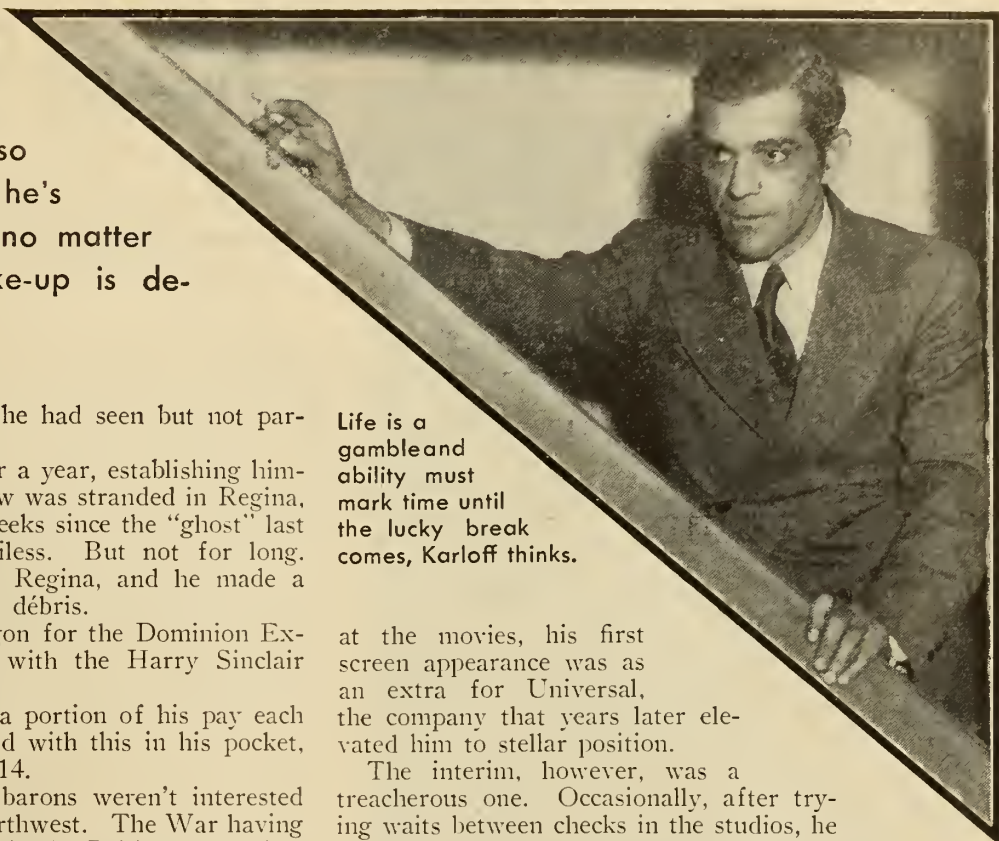 so
he's
no matter
ke-up is de-
he had seen but not par-
r a year, establishing him-
w was stranded in Regina,
eeks since the "ghost" last
iless. But not for long.
Regina, and he made a
débris.
ron for the Dominion Ex-
with the Harry Sinclair
a portion of his pay each
d with this in his pocket,
14.
barons weren't interested
rthwest. The War having
Life is a
gambleand
ability must
mark time until
the lucky break
comes, Karloff thinks.
at the movies, his first
screen appearance was as
an extra for Universal,
the company that years later ele-
vated him to stellar position.
The interim, however, was a
treacherous one. Occasionally, after try-
ing waits between checks in the studios, he